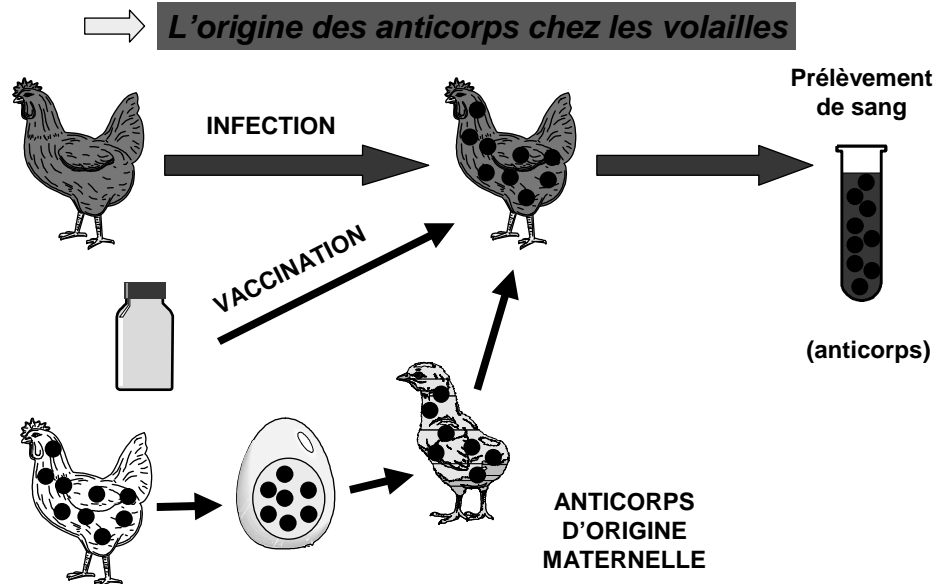 L'origine des anticorps chez les volailles
INFECTION
Prélèvement
de sang
VACCINATION
(anticorps)
ANTICORPS
D'ORIGINE
MATERNELLE